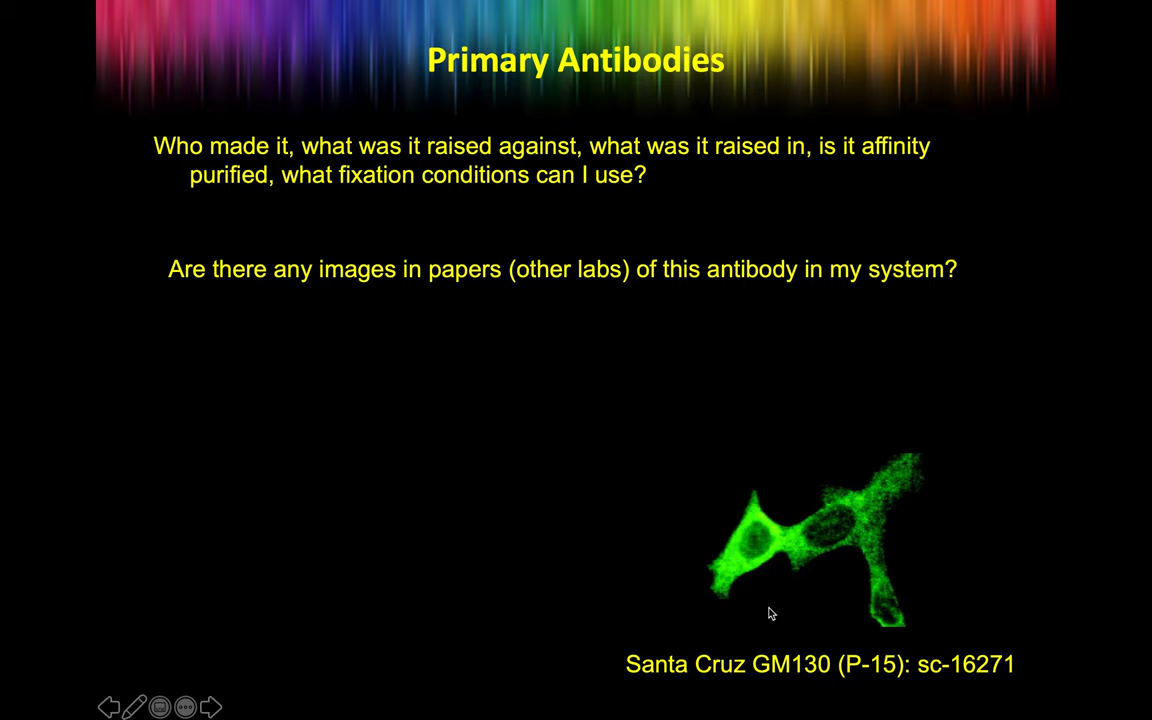 Primary Antibodies
Who made it, what was it raised against, what was it raised in, is it affinity
purified, what fixation conditions can I use?
Are there any images in papers (other labs) of this antibody in my system?
Santa Cruz GM130 (P-15): sc-16271